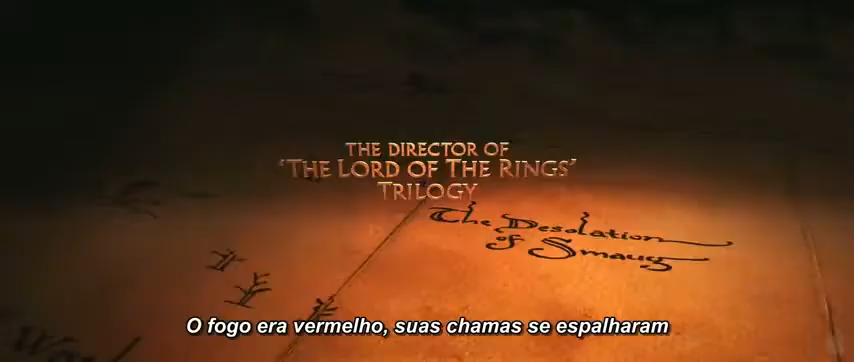 THE DIRECTOR OF
'THE LORD OF THE RINGS'
TRILOGY
The Desolation
of Smaug
O fogo era vermelho, suas chamas se espalharam